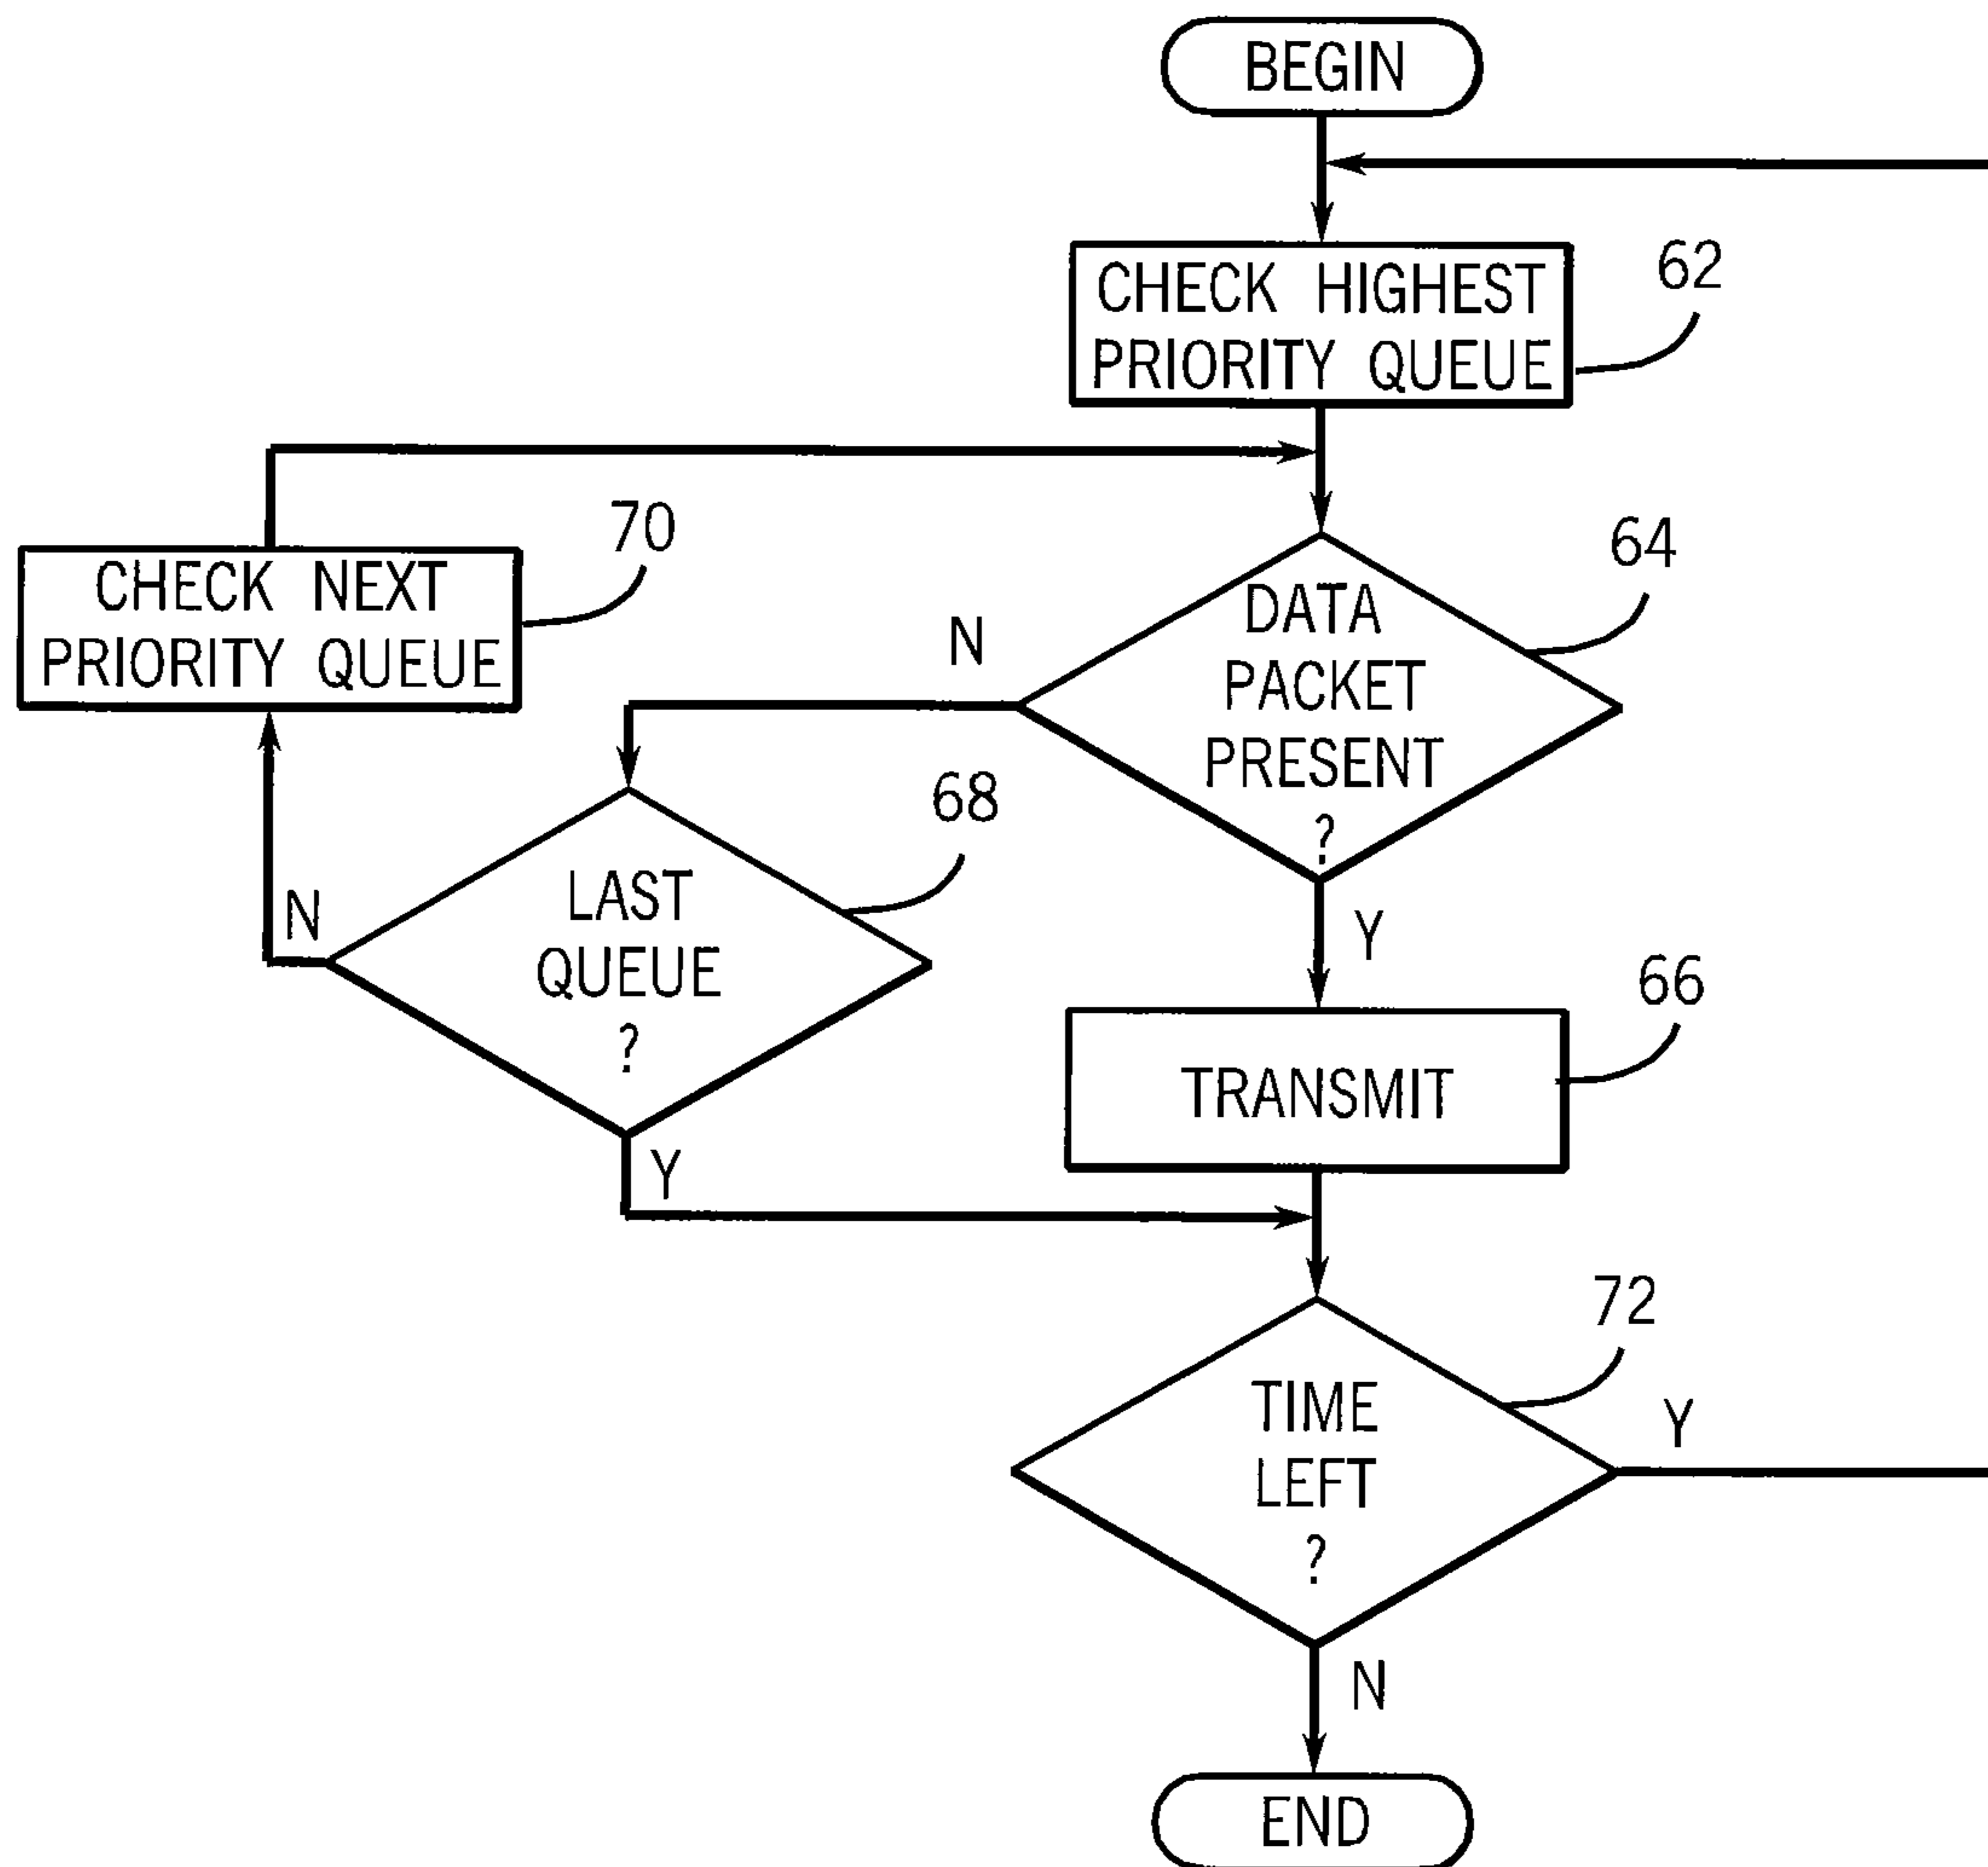 BEGIN
CHECK HIGHEST
PRIORITY QUEUE
62
70
CHECK NEXT
PRIORITY QUEUE
64
DATA
PACKET
PRESENT
?
N
68
LAST
QUEUE
?
N
Y
Y
66
TRANSMIT
72
TIME
LEFT
?
Y
N
END